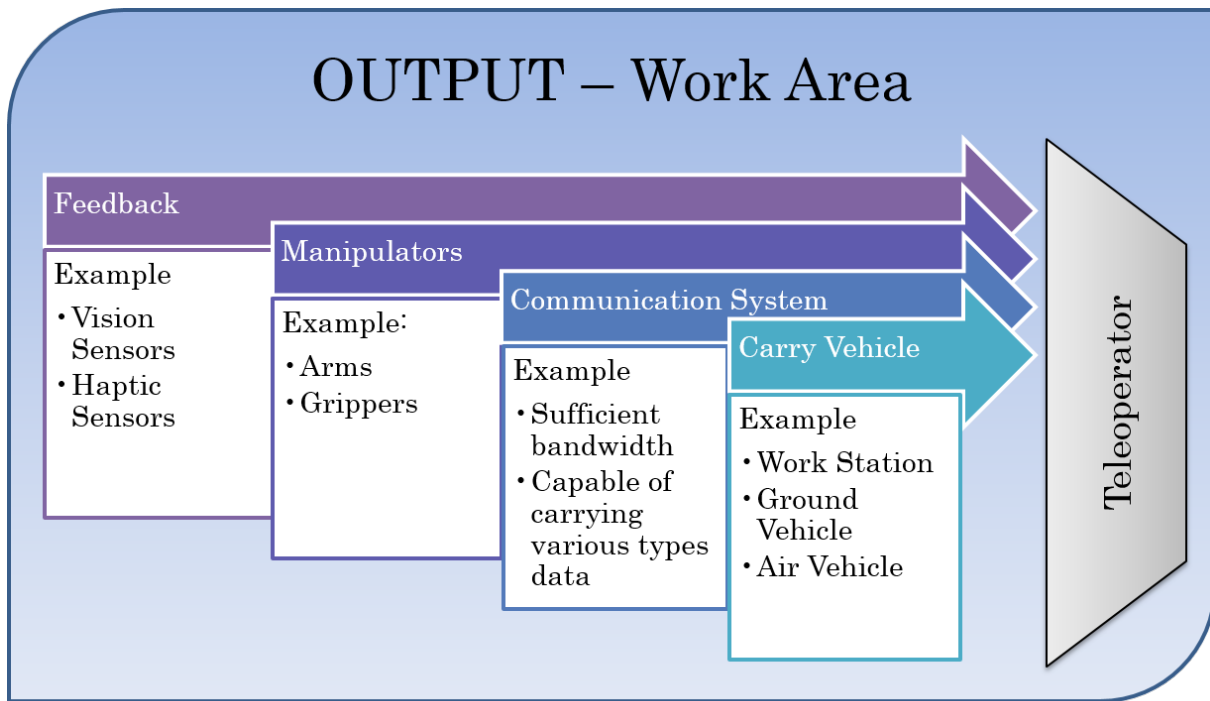 OUTPUT – Work Area
Feedback
Example
• Vision
Sensors
• Haptic
Sensors
Manipulators
Example:
• Arms
• Grippers
Communication System
Example
• Sufficient
bandwidth
• Capable of
carrying
various types
data
Carry Vehicle
Example
• Work Station
• Ground
Vehicle
• Air Vehicle
Teleoperator